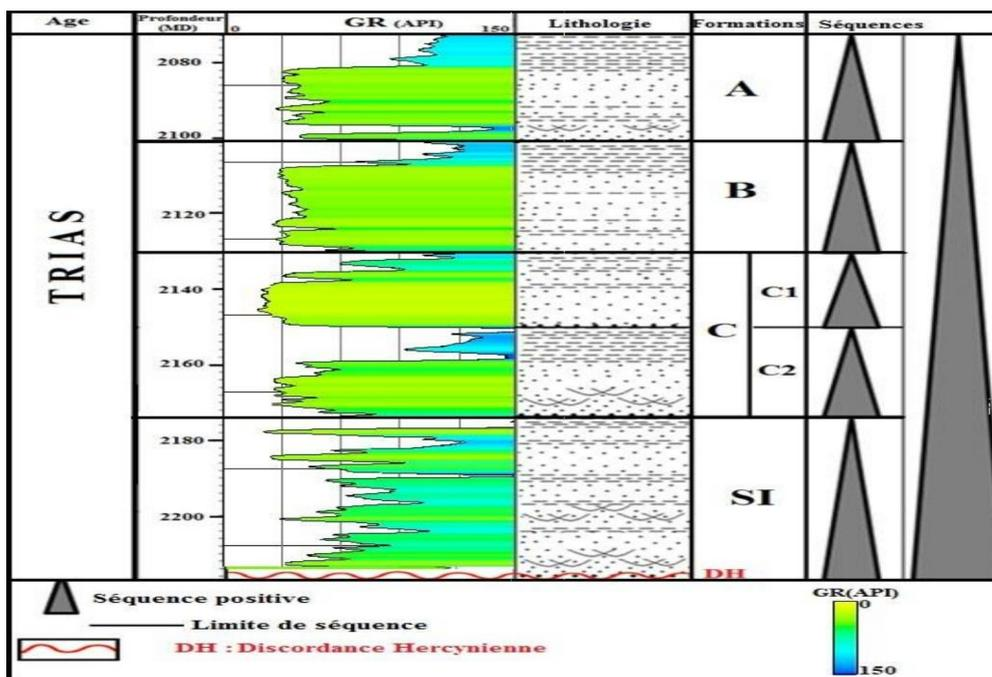 Age
Profondeur
(MD)
GR (API)
0 150
Lithologie
Formations
Séquences
TRIAS
2080
2100
2120
2140
2160
2180
2200
A
B
C
C1
C2
SI
DH
Séquence positive
Limite de séquence
DH : Discordance Hercynienne
GR(API)
0
150